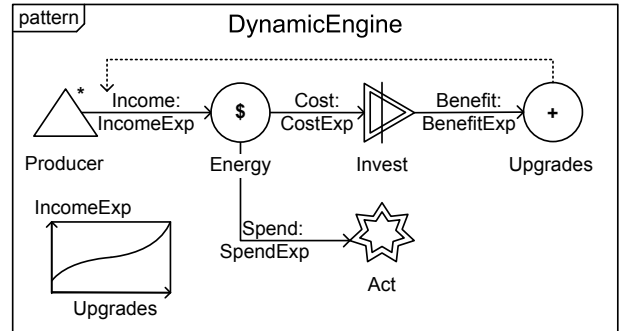 pattern
DynamicEngine
*
Income:
IncomeExp
$
Cost:
CostExp
Benefit:
BenefitExp
+
Producer
Energy
Invest
Upgrades
IncomeExp
Upgrades
Spend:
SpendExp
Act